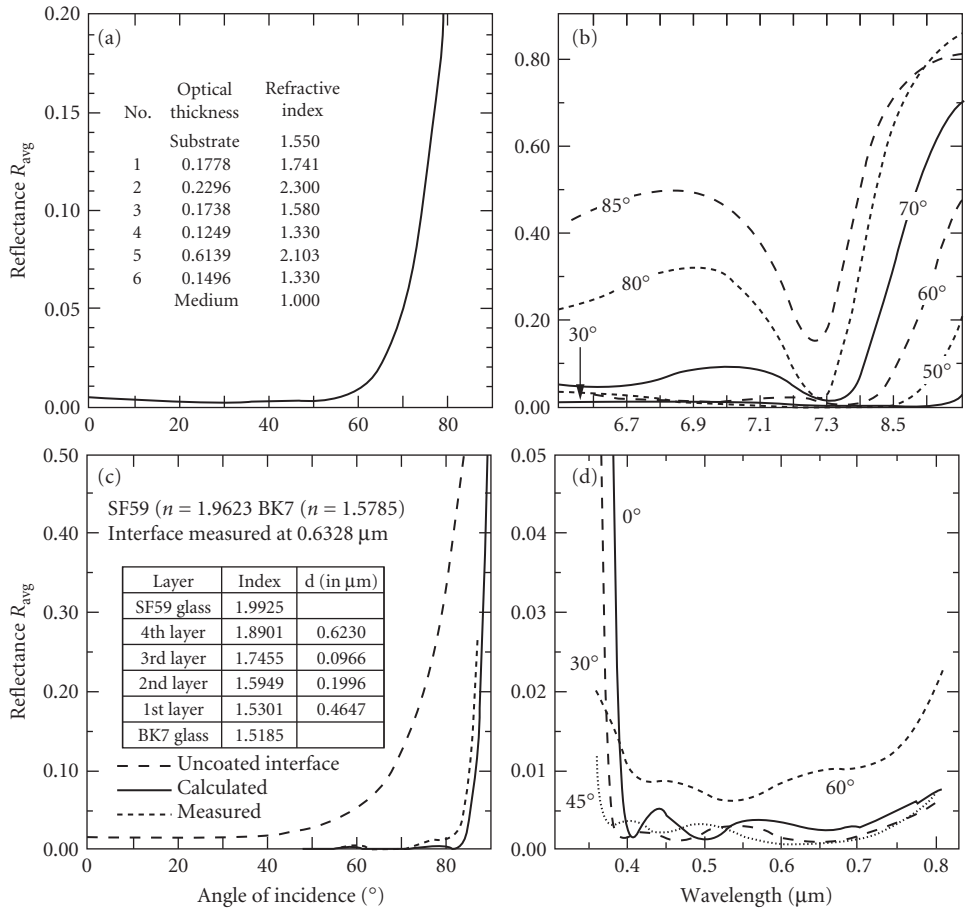 (a)
Reflectance Ravg
0.20
0.15
0.10
0.05
0.00
0
20
40
60
80
No. Optical thickness Refractive index
Substrate 1.550
1 0.1778 1.741
2 0.2296 2.300
3 0.1738 1.580
4 0.1249 1.330
5 0.6139 2.103
6 0.1496 1.330
Medium 1.000
(b)
0.80
0.60
0.40
0.20
0.00
85°
80°
70°
60°
50°
30°
6.7
6.9
7.1
7.3
8.5
(c)
Reflectance Ravg
0.50
0.40
0.30
0.20
0.10
0.00
SF59 (n = 1.9623 BK7 (n = 1.5785)
Interface measured at 0.6328 μm
Layer Index d (in μm)
SF59 glass 1.9925
4th layer 1.8901 0.6230
3rd layer 1.7455 0.0966
2nd layer 1.5949 0.1996
1st layer 1.5301 0.4647
BK7 glass 1.5185
Uncoated interface
Calculated
Measured
0
20
40
60
80
Angle of incidence (°)
(d)
0.05
0.04
0.03
0.02
0.01
0.00
0°
30°
45°
60°
0.4
0.5
0.6
0.7
0.8
Wavelength (μm)